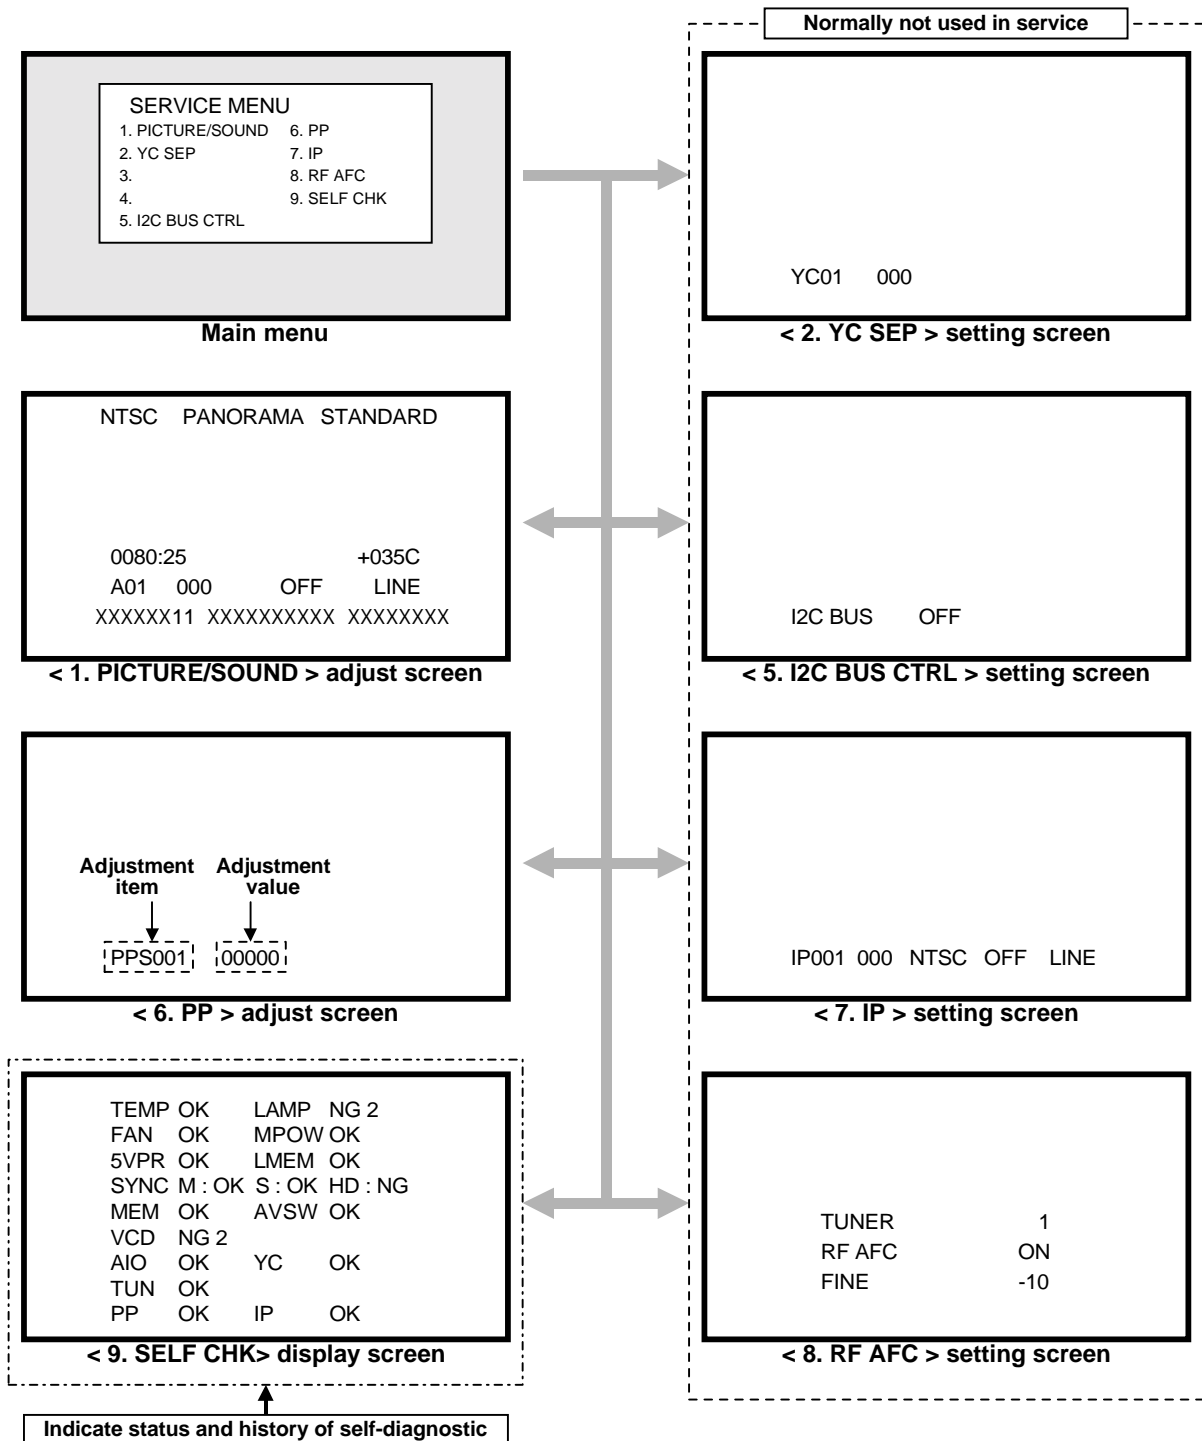 Normally not used in service
SERVICE MENU
1. PICTURE/SOUND 6. PP
2. YC SEP 7. IP
3. 8. RF AFC
4. 9. SELF CHK
5. I2C BUS CTRL
Main menu
YC01 000
< 2. YC SEP > setting screen
NTSC PANORAMA STANDARD
0080:25 +035C
A01 000 OFF LINE
XXXXXX11 XXXXXXXXXX XXXXXXXX
< 1. PICTURE/SOUND > adjust screen
I2C BUS OFF
< 5. I2C BUS CTRL > setting screen
Adjustment item
Adjustment value
PPS001 00000
< 6. PP > adjust screen
IP001 000 NTSC OFF LINE
< 7. IP > setting screen
TEMP OK LAMP NG 2
FAN OK MPOW OK
5VPR OK LMEM OK
SYNC M : OK S : OK HD : NG
MEM OK AVSW OK
VCD NG 2
AIO OK YC OK
TUN OK
PP OK IP OK
< 9. SELF CHK> display screen
TUNER 1
RF AFC ON
FINE -10
< 8. RF AFC > setting screen
Indicate status and history of self-diagnostic